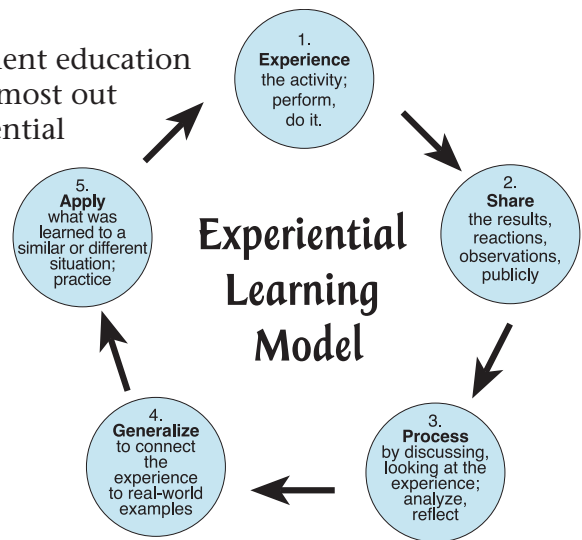 ent education
most out
ential
1.
Experience
the activity;
perform,
do it.
2.
Share
the results,
reactions,
observations,
publicly
3.
Process
by discussing,
looking at the
experience;
analyze,
reflect
4.
Generalize
to connect
the
experience
to real-world
examples
5.
Apply
what was
learned to a
similar or different
situation;
practice
Experiential
Learning
Model